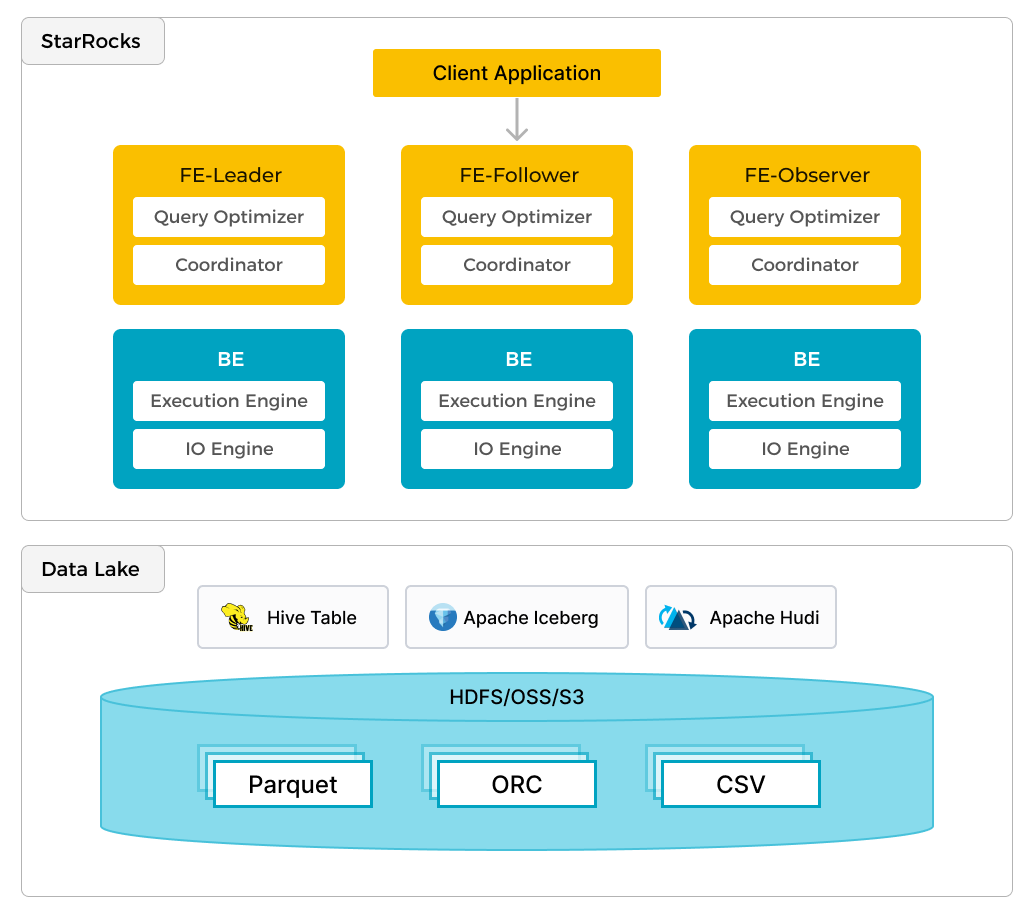 StarRocks
Client Application
FE-Leader
Query Optimizer
Coordinator
FE-Follower
Query Optimizer
Coordinator
FE-Observer
Query Optimizer
Coordinator
BE
Execution Engine
IO Engine
BE
Execution Engine
IO Engine
BE
Execution Engine
IO Engine
Data Lake
HIVE
Hive Table
Apache Iceberg
Apache Hudi
HDFS/OSS/S3
Parquet
ORC
CSV